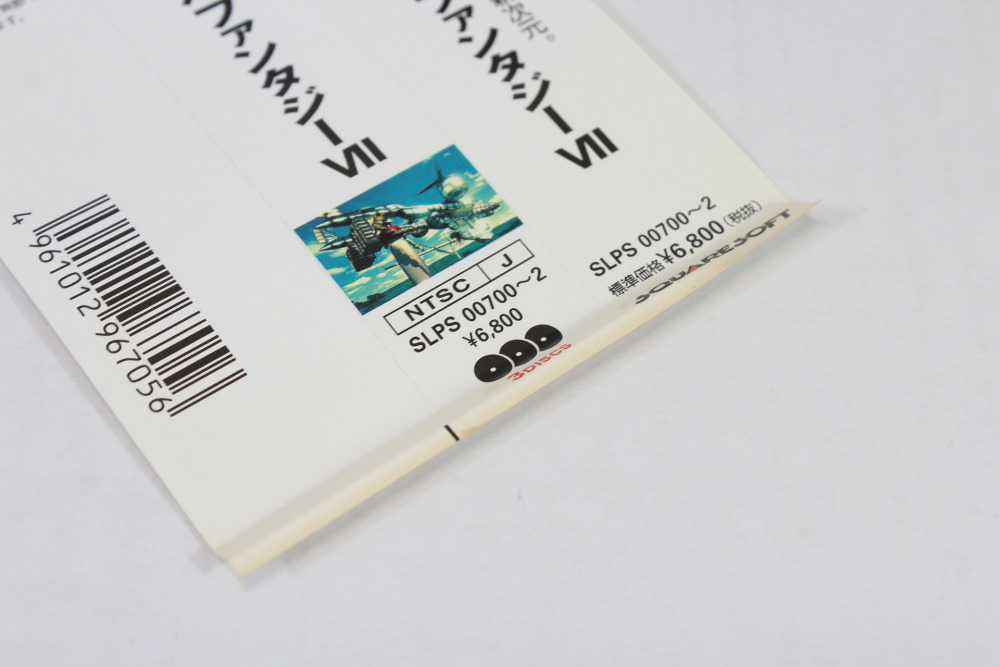 ファンタジーVII
ァンタジーVII
次元。
4 961012 967056
NTSC J
SLPS 00700〜2
¥6,800
3DISCS
SLPS 00700〜2
標準価格¥6,800(税抜)
SQUARESOFT